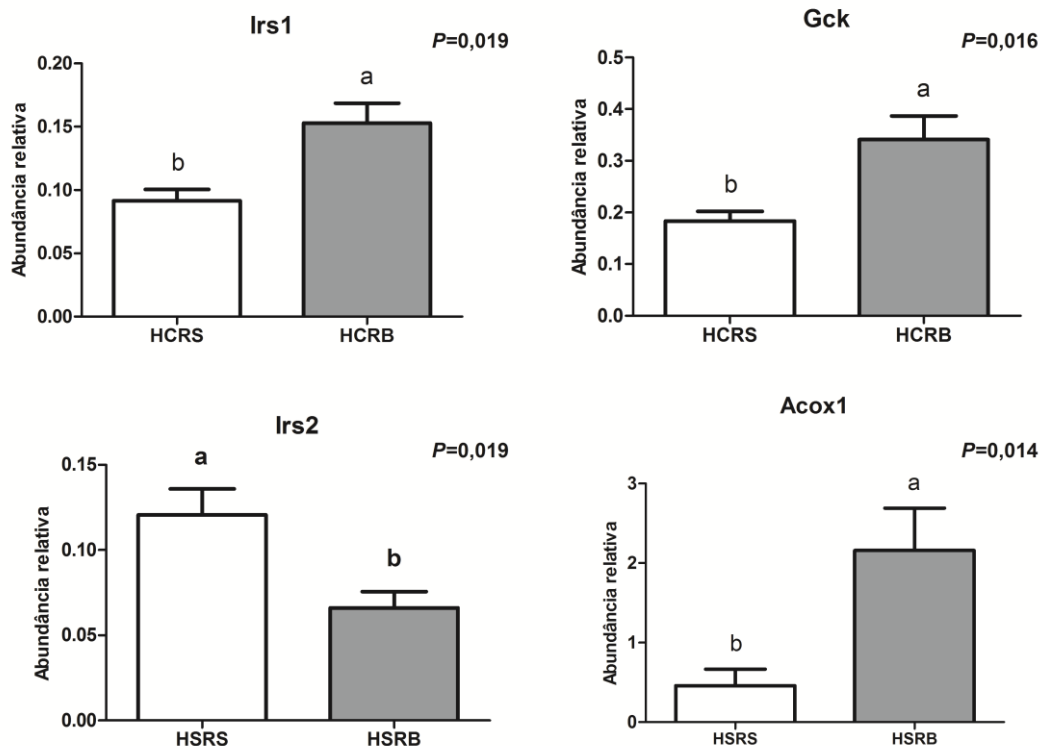 Irs1
P=0,019
Abundância relativa
0.20
0.15
0.10
0.05
0.00
b
a
HCRS
HCRB
Gck
P=0,016
Abundância relativa
0.5
0.4
0.3
0.2
0.1
0.0
b
a
HCRS
HCRB
Irs2
P=0,019
Abundância relativa
0.15
0.10
0.05
0.00
a
b
HSRS
HSRB
Acox1
P=0,014
Abundância relativa
3
2
1
0
b
a
HSRS
HSRB